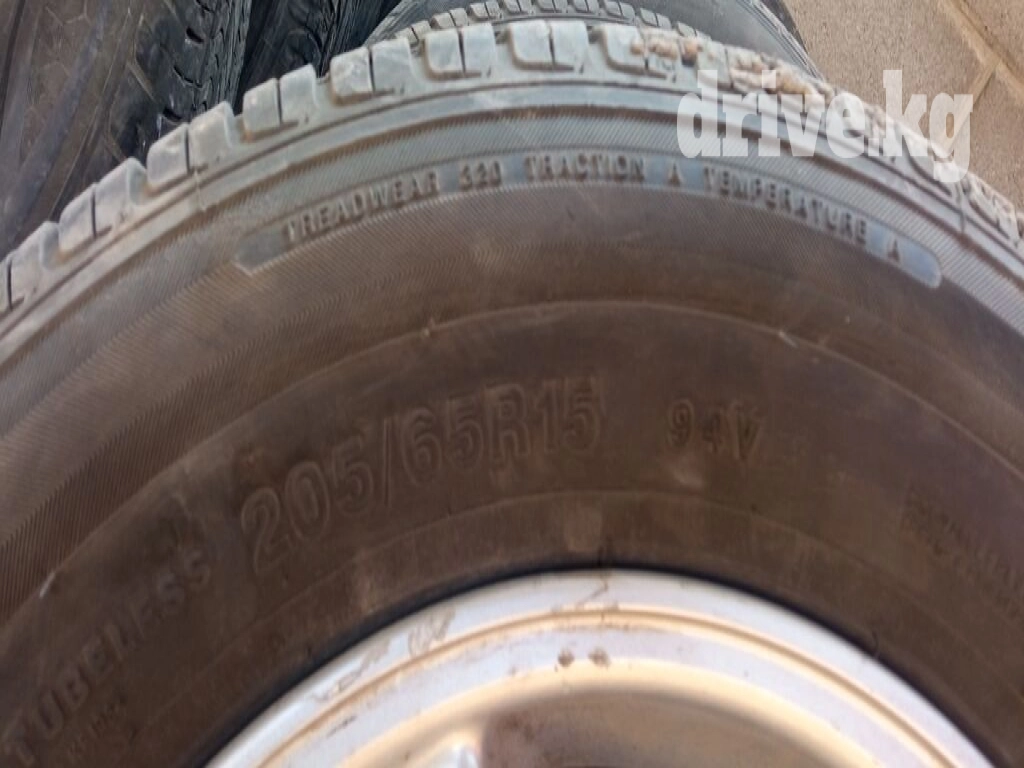 drive.kg
TREADWEAR 320 TRACTION A TEMPERATURE A
205/65R15 94V
TUBELESS